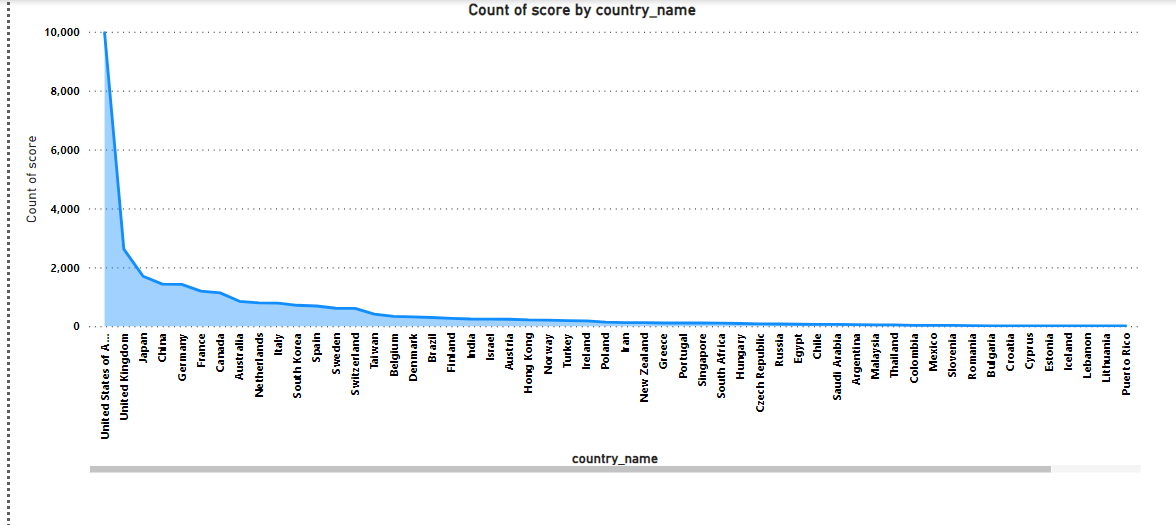 Count of score by country_name
10,000
8,000
6,000
4,000
2,000
0
Count of score
United States of A...
United Kingdom
Japan
China
Germany
France
Canada
Australia
Netherlands
Italy
South Korea
Spain
Sweden
Switzerland
Taiwan
Belgium
Denmark
Brazil
Finland
India
Israel
Austria
Hong Kong
Norway
Turkey
Ireland
Poland
Iran
New Zealand
Greece
Portugal
Singapore
South Africa
Hungary
Czech Republic
Russia
Egypt
Chile
Saudi Arabia
Argentina
Malaysia
Thailand
Colombia
Mexico
Slovenia
Romania
Bulgaria
Croatia
Cyprus
Estonia
Iceland
Lebanon
Lithuania
Puerto Rico
country_name